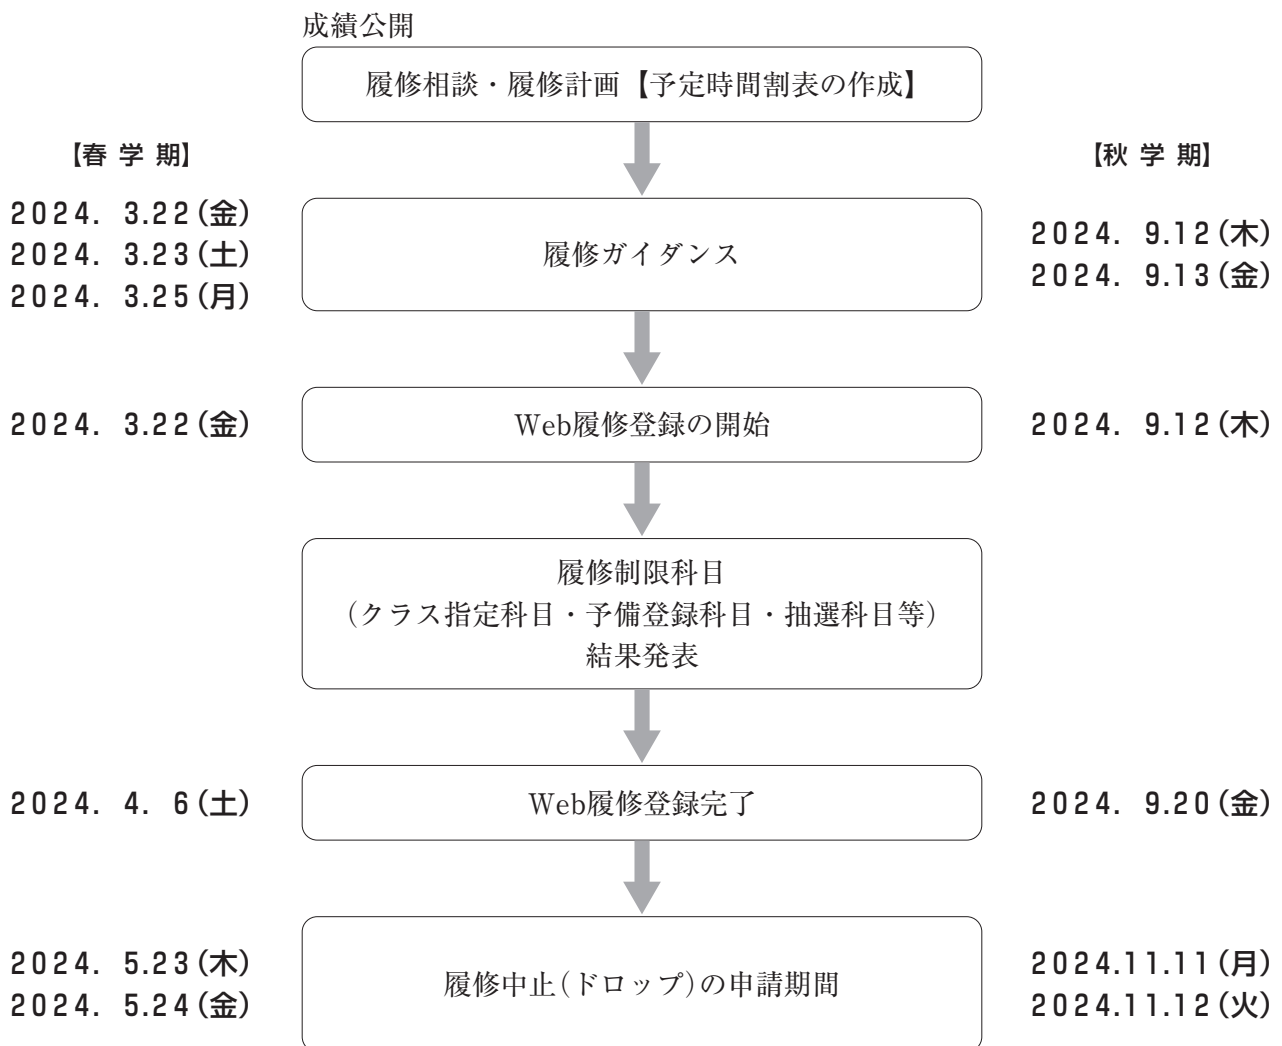 成績公開
履修相談・履修計画【予定時間割表の作成】
【春 学 期】
【秋 学 期】
2024. 3.22(金)
2024. 3.23(土)
2024. 3.25(月)
履修ガイダンス
2024. 9.12(木)
2024. 9.13(金)
2024. 3.22(金)
Web履修登録の開始
2024. 9.12(木)
履修制限科目
(クラス指定科目・予備登録科目・抽選科目等)
結果発表
2024. 4. 6(土)
Web履修登録完了
2024. 9.20(金)
2024. 5.23(木)
2024. 5.24(金)
履修中止(ドロップ)の申請期間
2024.11.11(月)
2024.11.12(火)